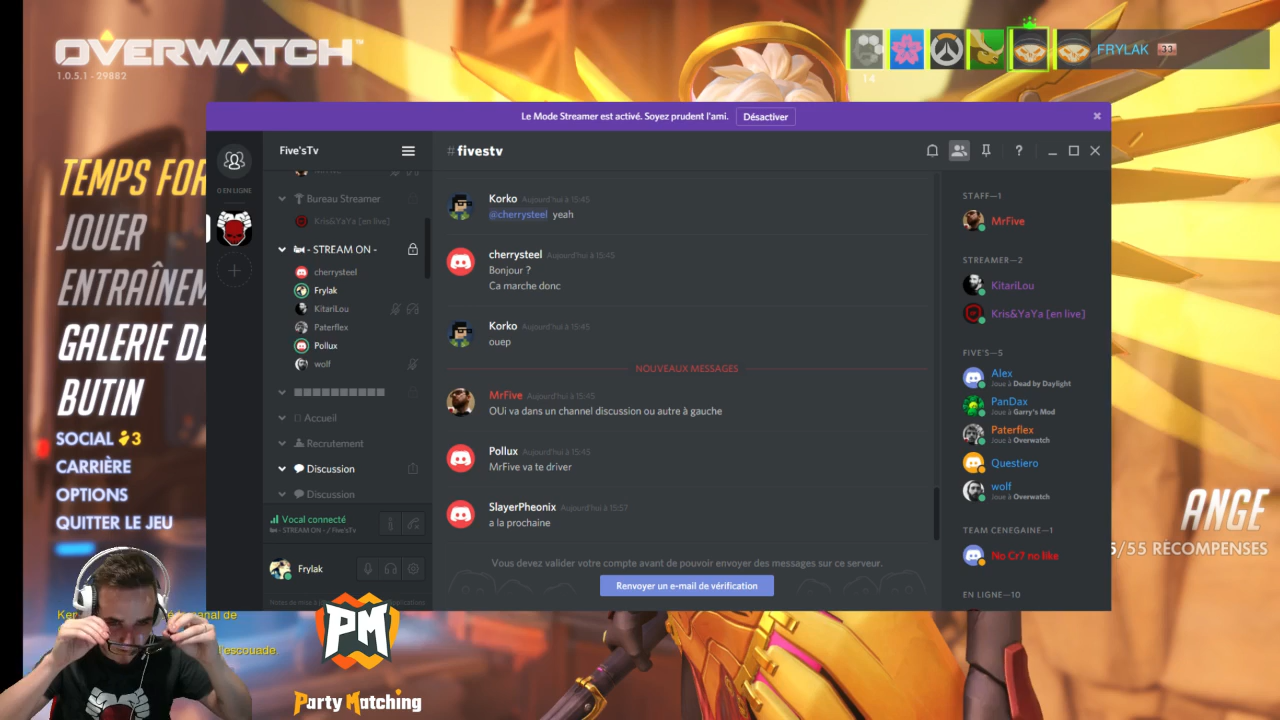 OVERWATCH™
1.0.5.1 - 29882
14
FRYLAK 33
TEMPS FOR
JOUER
ENTRAÎNEM
GALERIE DE
BUTIN
SOCIAL 3
CARRIÈRE
OPTIONS
QUITTER LE JEU
Le Mode Streamer est activé. Soyez prudent l'ami. Désactiver
0 EN LIGNE
Five'sTv
Bureau Streamer
Kris&YaYa [en live]
- STREAM ON -
cherrysteel
Frylak
KitariLou
Paterflex
Pollux
wolf
Accueil
Recrutement
Discussion
Discussion
Vocal connecté
- STREAM ON - / Five'sTv
Frylak
#fivestv
Korko Aujourd'hui à 15:45
@cherrysteel yeah
cherrysteel Aujourd'hui à 15:45
Bonjour ?
Ca marche donc
Korko Aujourd'hui à 15:45
ouep
NOUVEAUX MESSAGES
MrFive Aujourd'hui à 15:45
OUi va dans un channel discussion ou autre à gauche
Pollux Aujourd'hui à 15:45
MrFive va te driver
SlayerPheonix Aujourd'hui à 15:57
a la prochaine
Vous devez valider votre compte avant de pouvoir envoyer des messages sur ce serveur.
Renvoyer un e-mail de vérification
STAFF—1
MrFive
STREAMER—2
KitariLou
Kris&YaYa [en live]
FIVE'S—5
Alex
Joue à Dead by Daylight
PanDax
Joue à Garry's Mod
Paterflex
Joue à Overwatch
Questiero
wolf
Joue à Overwatch
TEAM CENEGAINE—1
No Cr? no like
EN LIGNE—10
ANGE
/55 RECOMPENSES
Ker
anal de
l'escouade
PM
Party Matching